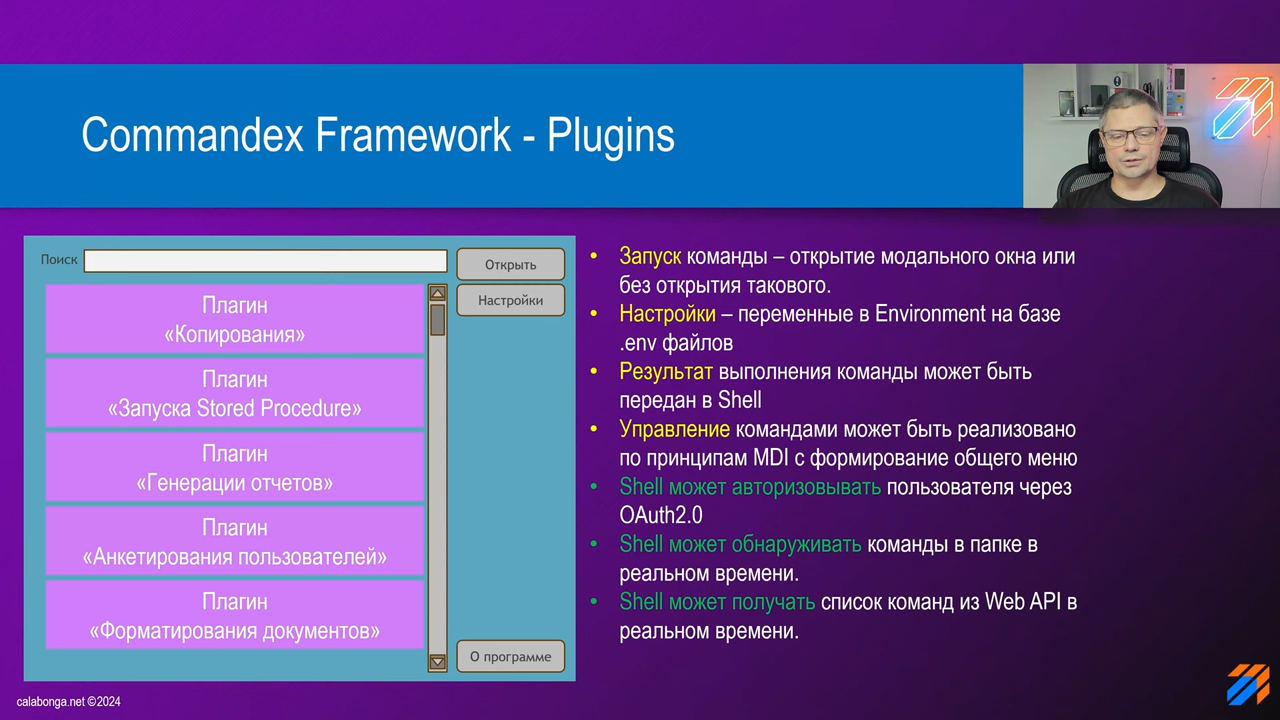 Commandex Framework - Plugins
Поиск
Открыть
Настройки
Плагин
«Копирования»
Плагин
«Запуска Stored Procedure»
Плагин
«Генерации отчетов»
Плагин
«Анкетирования пользователей»
Плагин
«Форматирования документов»
О программе
• Запуск команды – открытие модального окна или
без открытия такового.
• Настройки – переменные в Environment на базе
.env файлов
• Результат выполнения команды может быть
передан в Shell
• Управление командами может быть реализовано
по принципам MDI с формирование общего меню
• Shell может авторизовывать пользователя через
OAuth2.0
• Shell может обнаруживать команды в папке в
реальном времени.
• Shell может получать список команд из Web API в
реальном времени.
calabonga.net ©2024